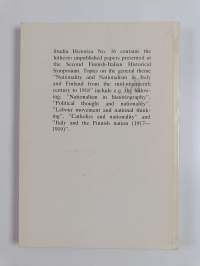 Studia Historica No. 16 contains the
hitherto unpublished papers presented at
the Second Finnish-Italian Historical
Symposium. Topics on the general theme
"Nationality and Nationalism in Italy
and Finland from the mid-nineteenth
century to 1918" include e.g. the follow-
ing: "Nationalism in historiography",
"Political thought and nationality",
"Labour movement and national think-
ing", "Catholics and nationality" and
"Italy and the Finnish nation (1917—
1919)".